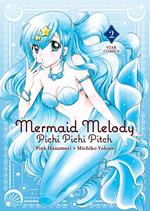 2
STAR COMICS
Mermaid Melody
Pichi Pichi Pitch
Pink Hanamori • Michiko Yokote